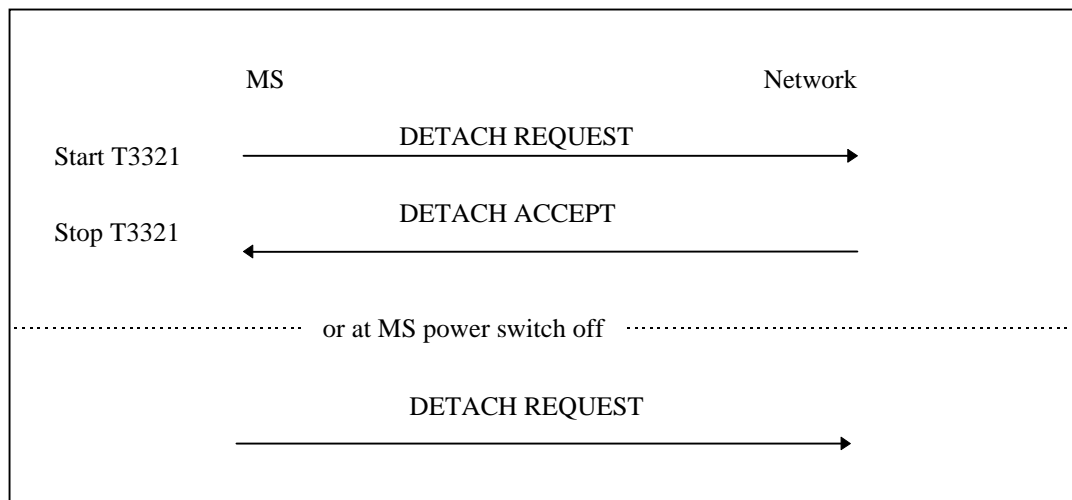 MS Network
Start T3321 DETACH REQUEST
Stop T3321 DETACH ACCEPT
or at MS power switch off
DETACH REQUEST